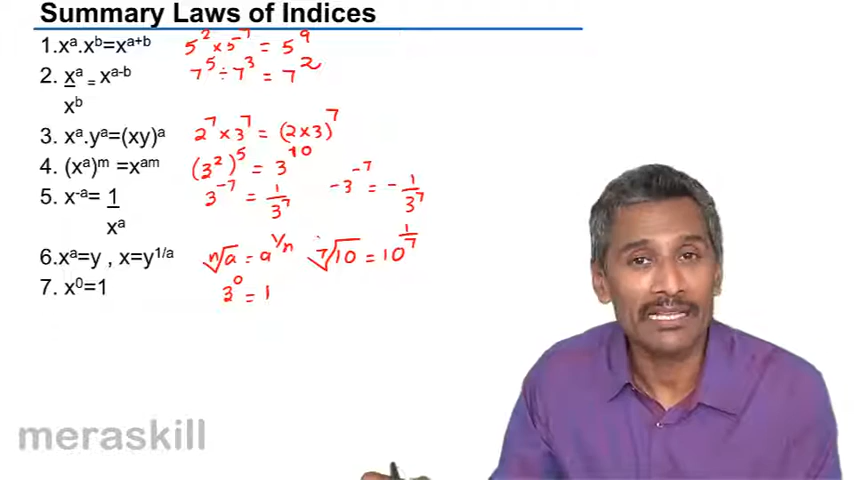 Summary Laws of Indices
1.xᵃ.xᵇ=xᵃ⁺ᵇ 5² × 5⁻⁷ = 5⁹
2. xᵃ = xᵃ⁻ᵇ 7⁵ ÷ 7³ = 7²
xᵇ
3. xᵃ.yᵃ=(xy)ᵃ 2⁷ × 3⁷ = (2×3)⁷
4. (xᵃ)ᵐ =xᵃᵐ (3²)⁵ = 3¹⁰
5. x⁻ᵃ= 1 3⁻⁷ = 1/3⁷ -3⁻⁷ = - 1/3⁷
xᵃ
6.xᵃ=y , x=y¹/ᵃ ⁿ√a = a¹/ⁿ ⁷√10 = 10¹/⁷
7. x⁰=1 3⁰ = 1
meraskill